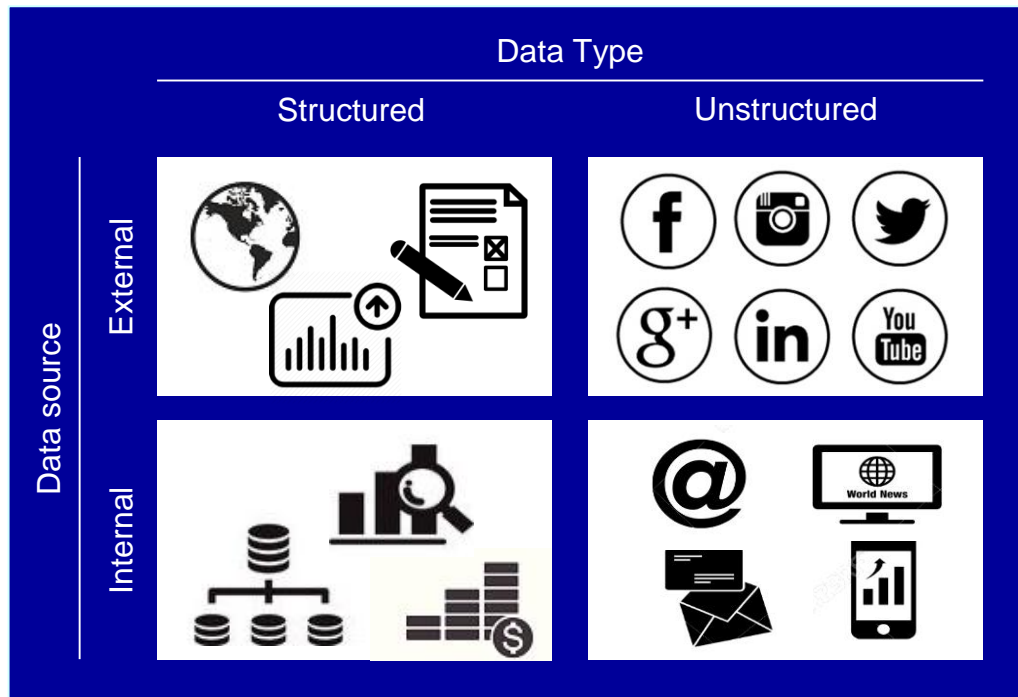 Data Type
Structured
Unstructured
Data source
External
f
g+
in
You
Tube
Internal
@
World News
$